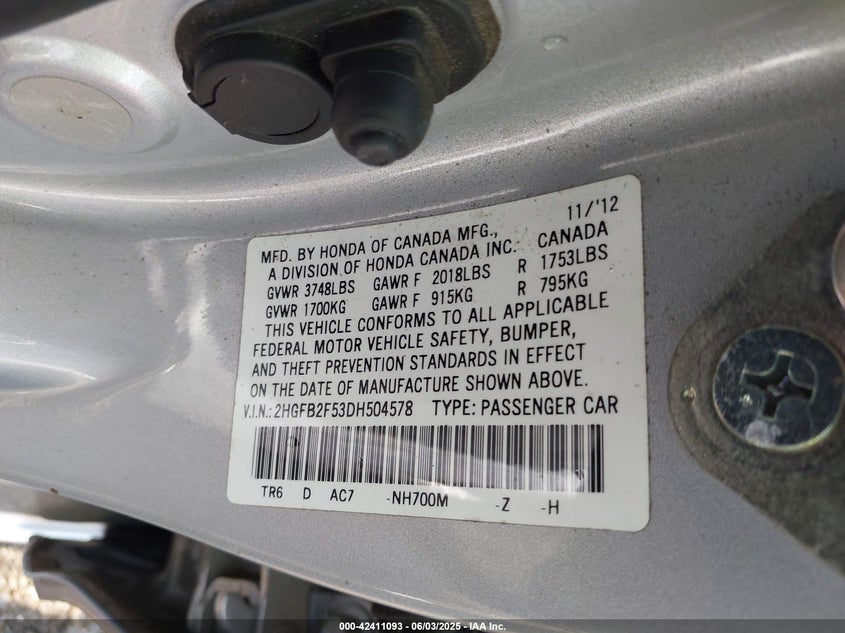 11/'12
MFD. BY HONDA OF CANADA MFG.,
A DIVISION OF HONDA CANADA INC. CANADA
GVWR 3748LBS GAWR F 2018LBS R 1753LBS
GVWR 1700KG GAWR F 915KG R 795KG
THIS VEHICLE CONFORMS TO ALL APPLICABLE
FEDERAL MOTOR VEHICLE SAFETY, BUMPER,
AND THEFT PREVENTION STANDARDS IN EFFECT
ON THE DATE OF MANUFACTURE SHOWN ABOVE.
V.I.N.: 2HGFB2F53DH504578 TYPE: PASSENGER CAR
TR6 D AC7 -NH700M -Z -H
000-42411093 - 06/03/2025 - IAA Inc.